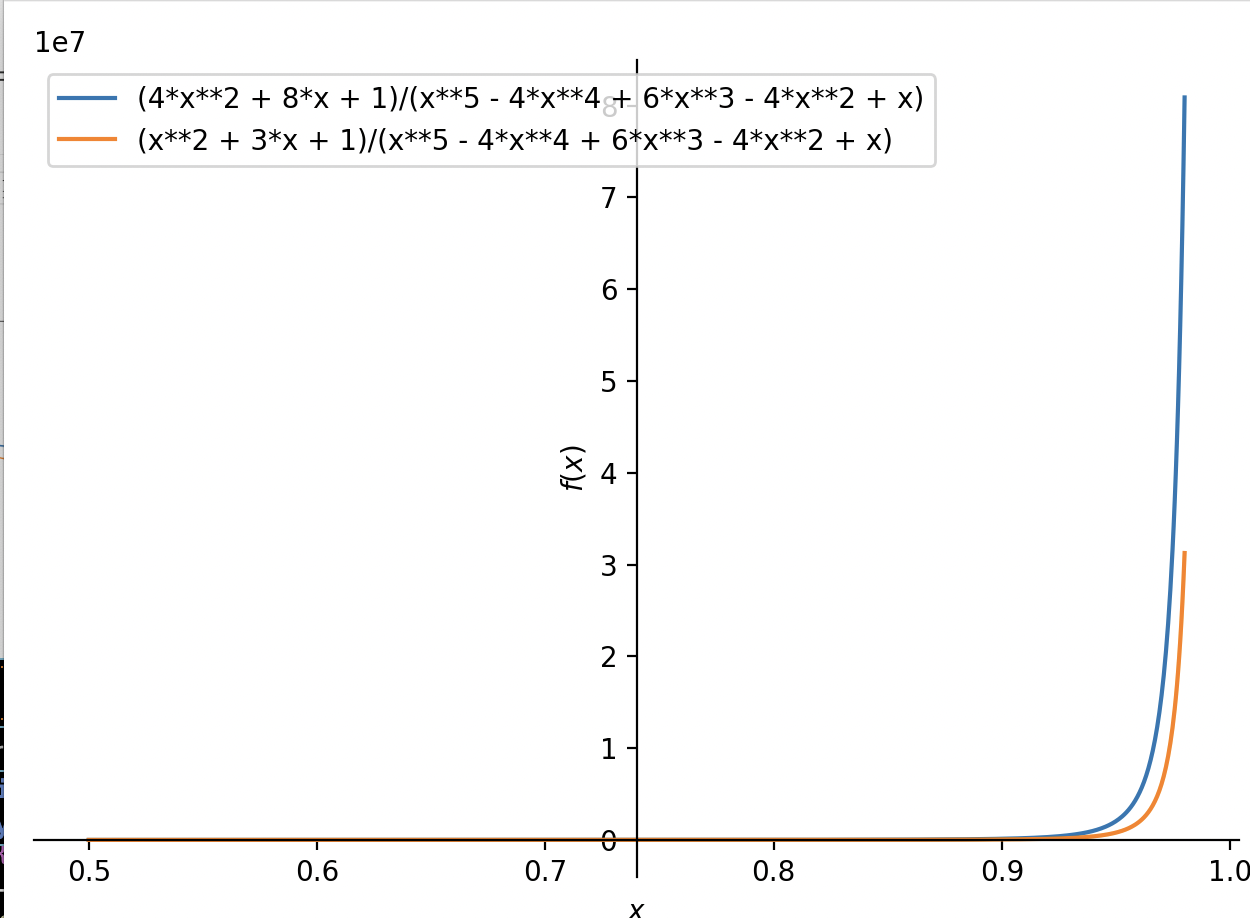 1e7
(4*x**2 + 8*x + 1)/(x**5 - 4*x**4 + 6*x**3 - 4*x**2 + x)
(x**2 + 3*x + 1)/(x**5 - 4*x**4 + 6*x**3 - 4*x**2 + x)
8
7
6
5
f(x)
4
3
2
1
0
0.5 0.6 0.7 0.8 0.9 1.0
x